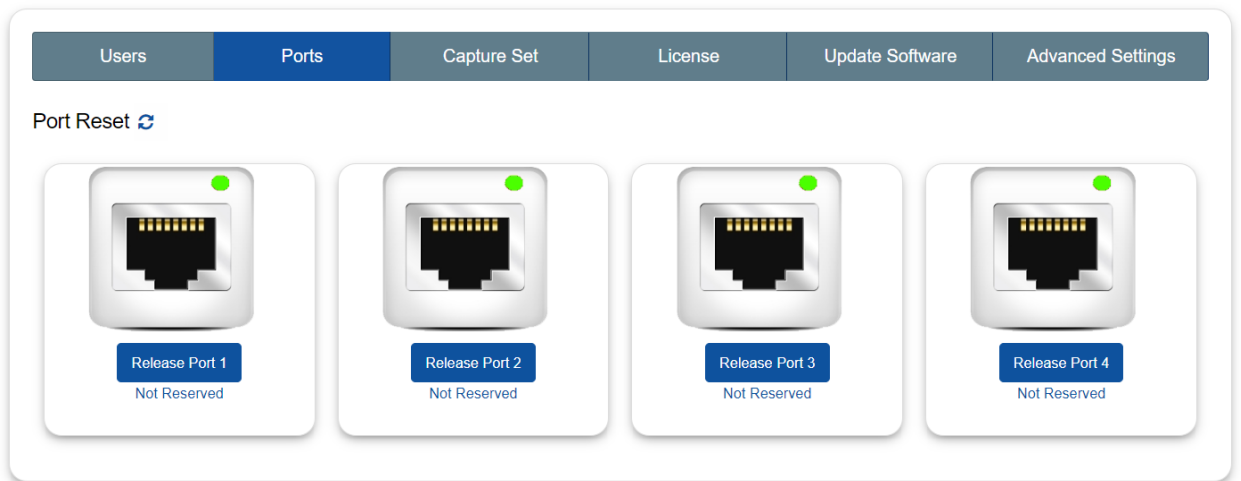 Users Ports Capture Set License Update Software Advanced Settings
Port Reset
Release Port 1 Release Port 2 Release Port 3 Release Port 4
Not Reserved Not Reserved Not Reserved Not Reserved